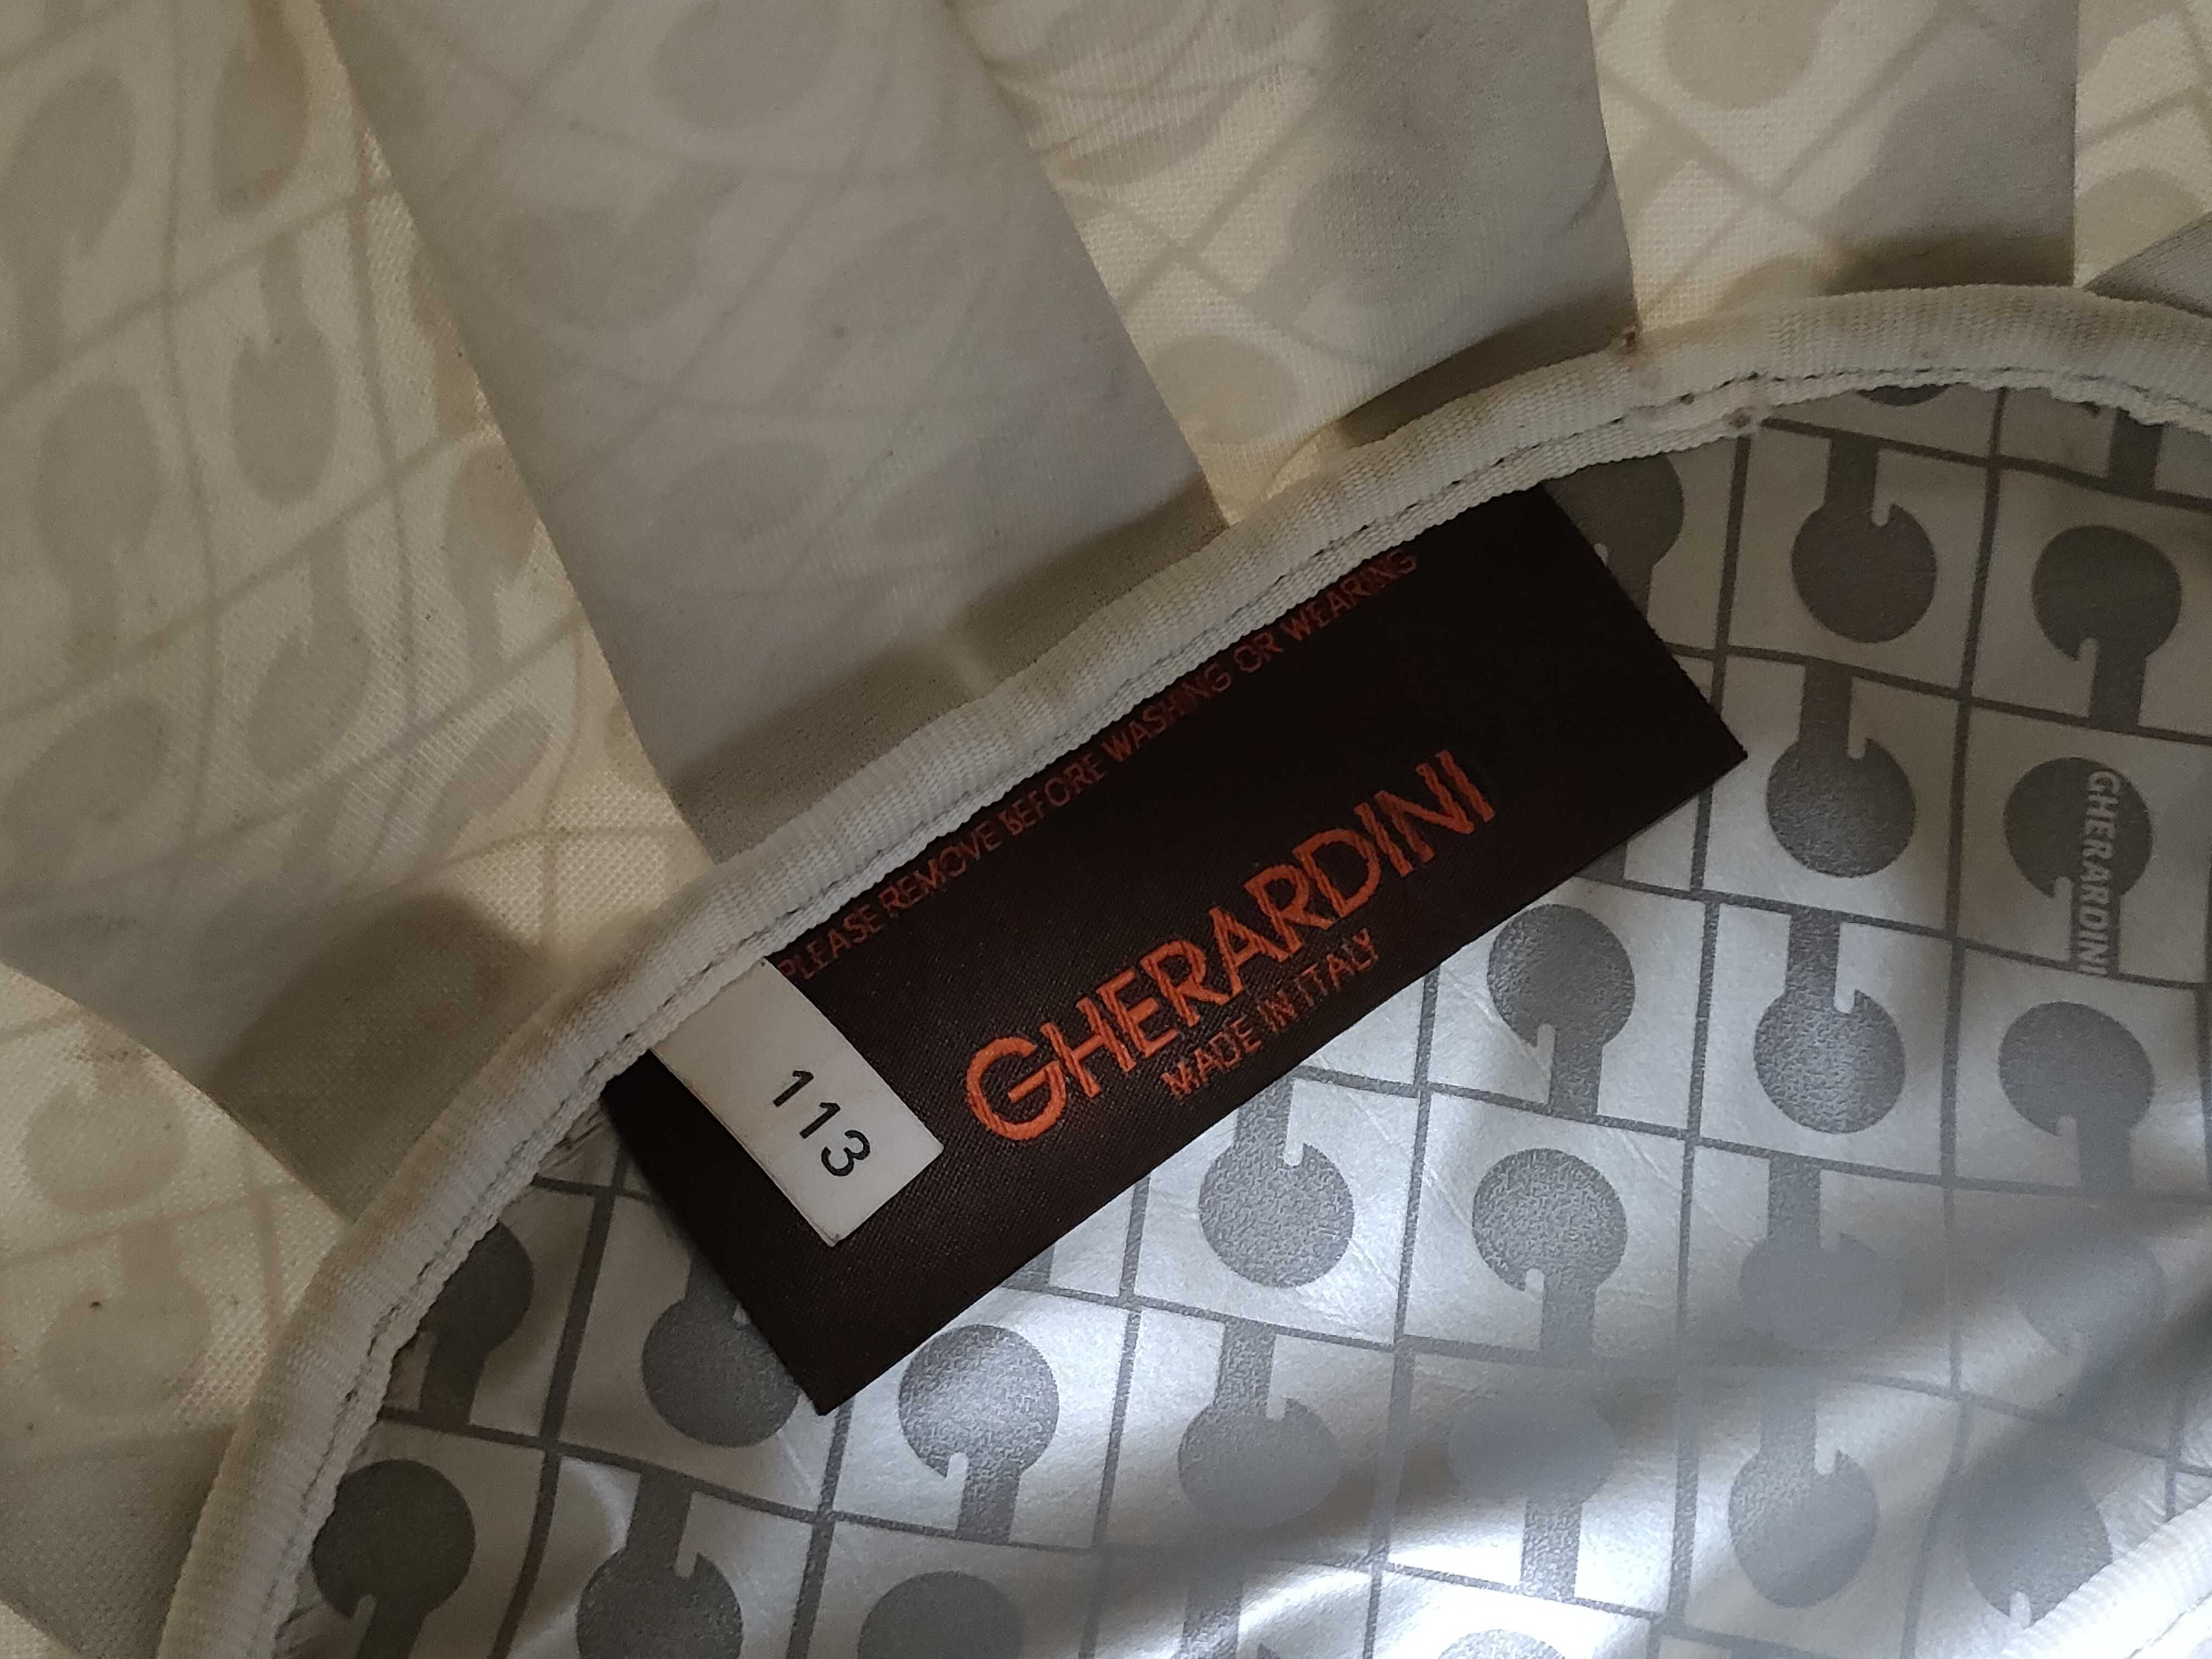 PLEASE REMOVE BEFORE WASHING OR WEARING
GHERARDINI
MADE IN ITALY
113
GHERARDINI